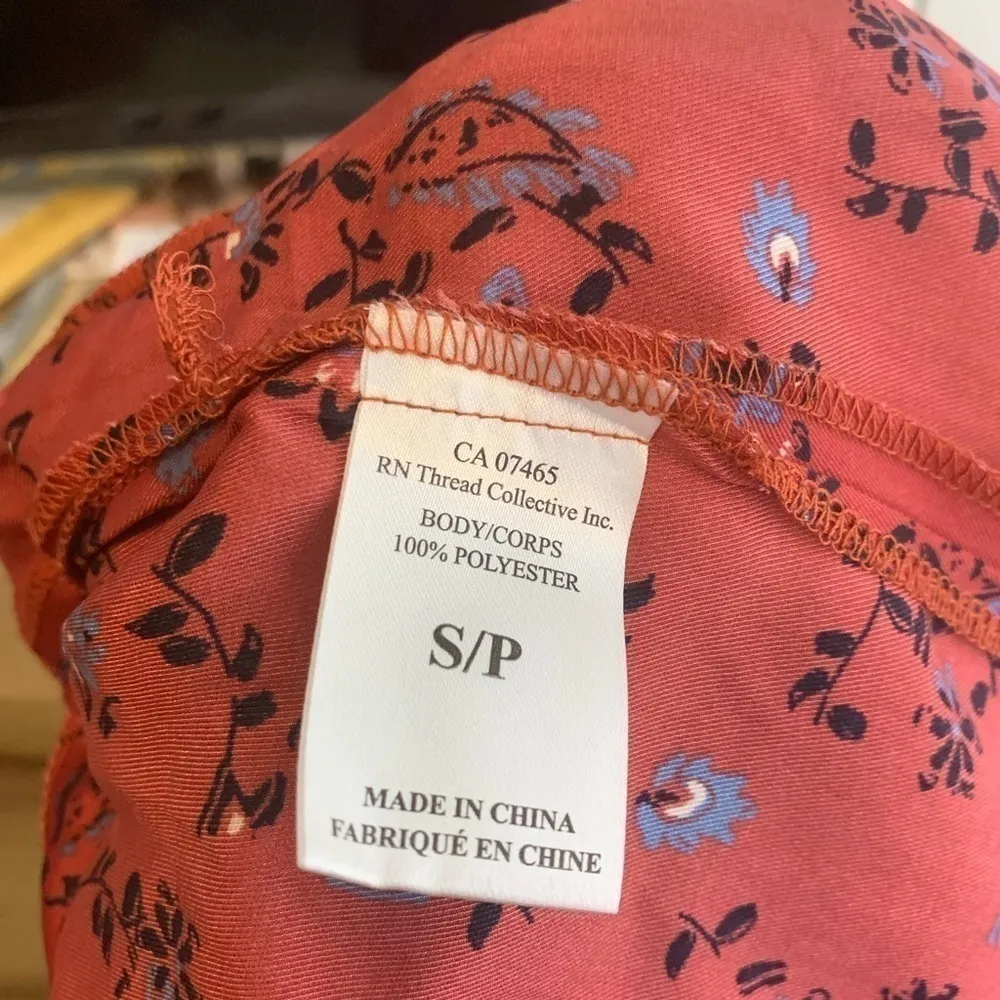 CA 07465
RN Thread Collective Inc.
BODY/CORPS
100% POLYESTER
S/P
MADE IN CHINA
FABRIQUÉ EN CHINE